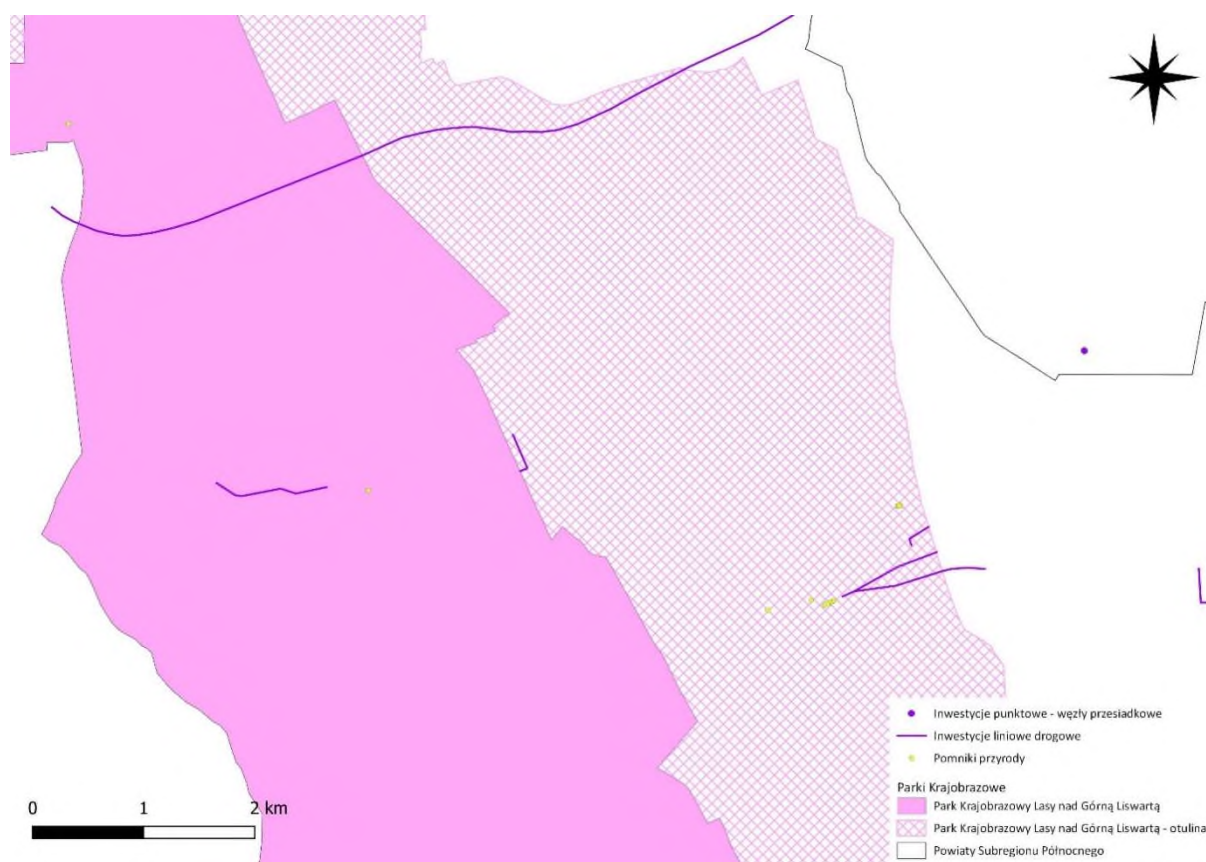 Inwestycje punktowe - węzły przesiadkowe
Inwestycje liniowe drogowe
Pomniki przyrody
Parki Krajobrazowe
Park Krajobrazowy Lasy nad Górną Liswartą
Park Krajobrazowy Lasy nad Górną Liswartą - otulina
Powiaty Subregionu Północnego
0 1 2 km